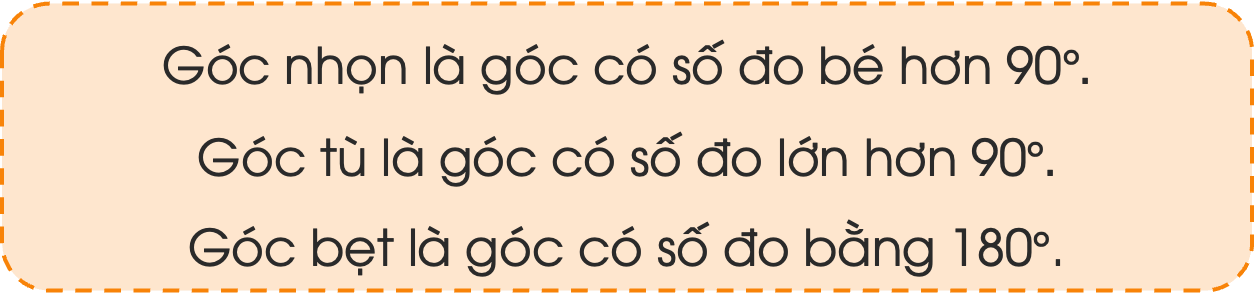 Góc nhọn là góc có số đo bé hơn 90°.
Góc tù là góc có số đo lớn hơn 90°.
Góc bẹt là góc có số đo bằng 180°.